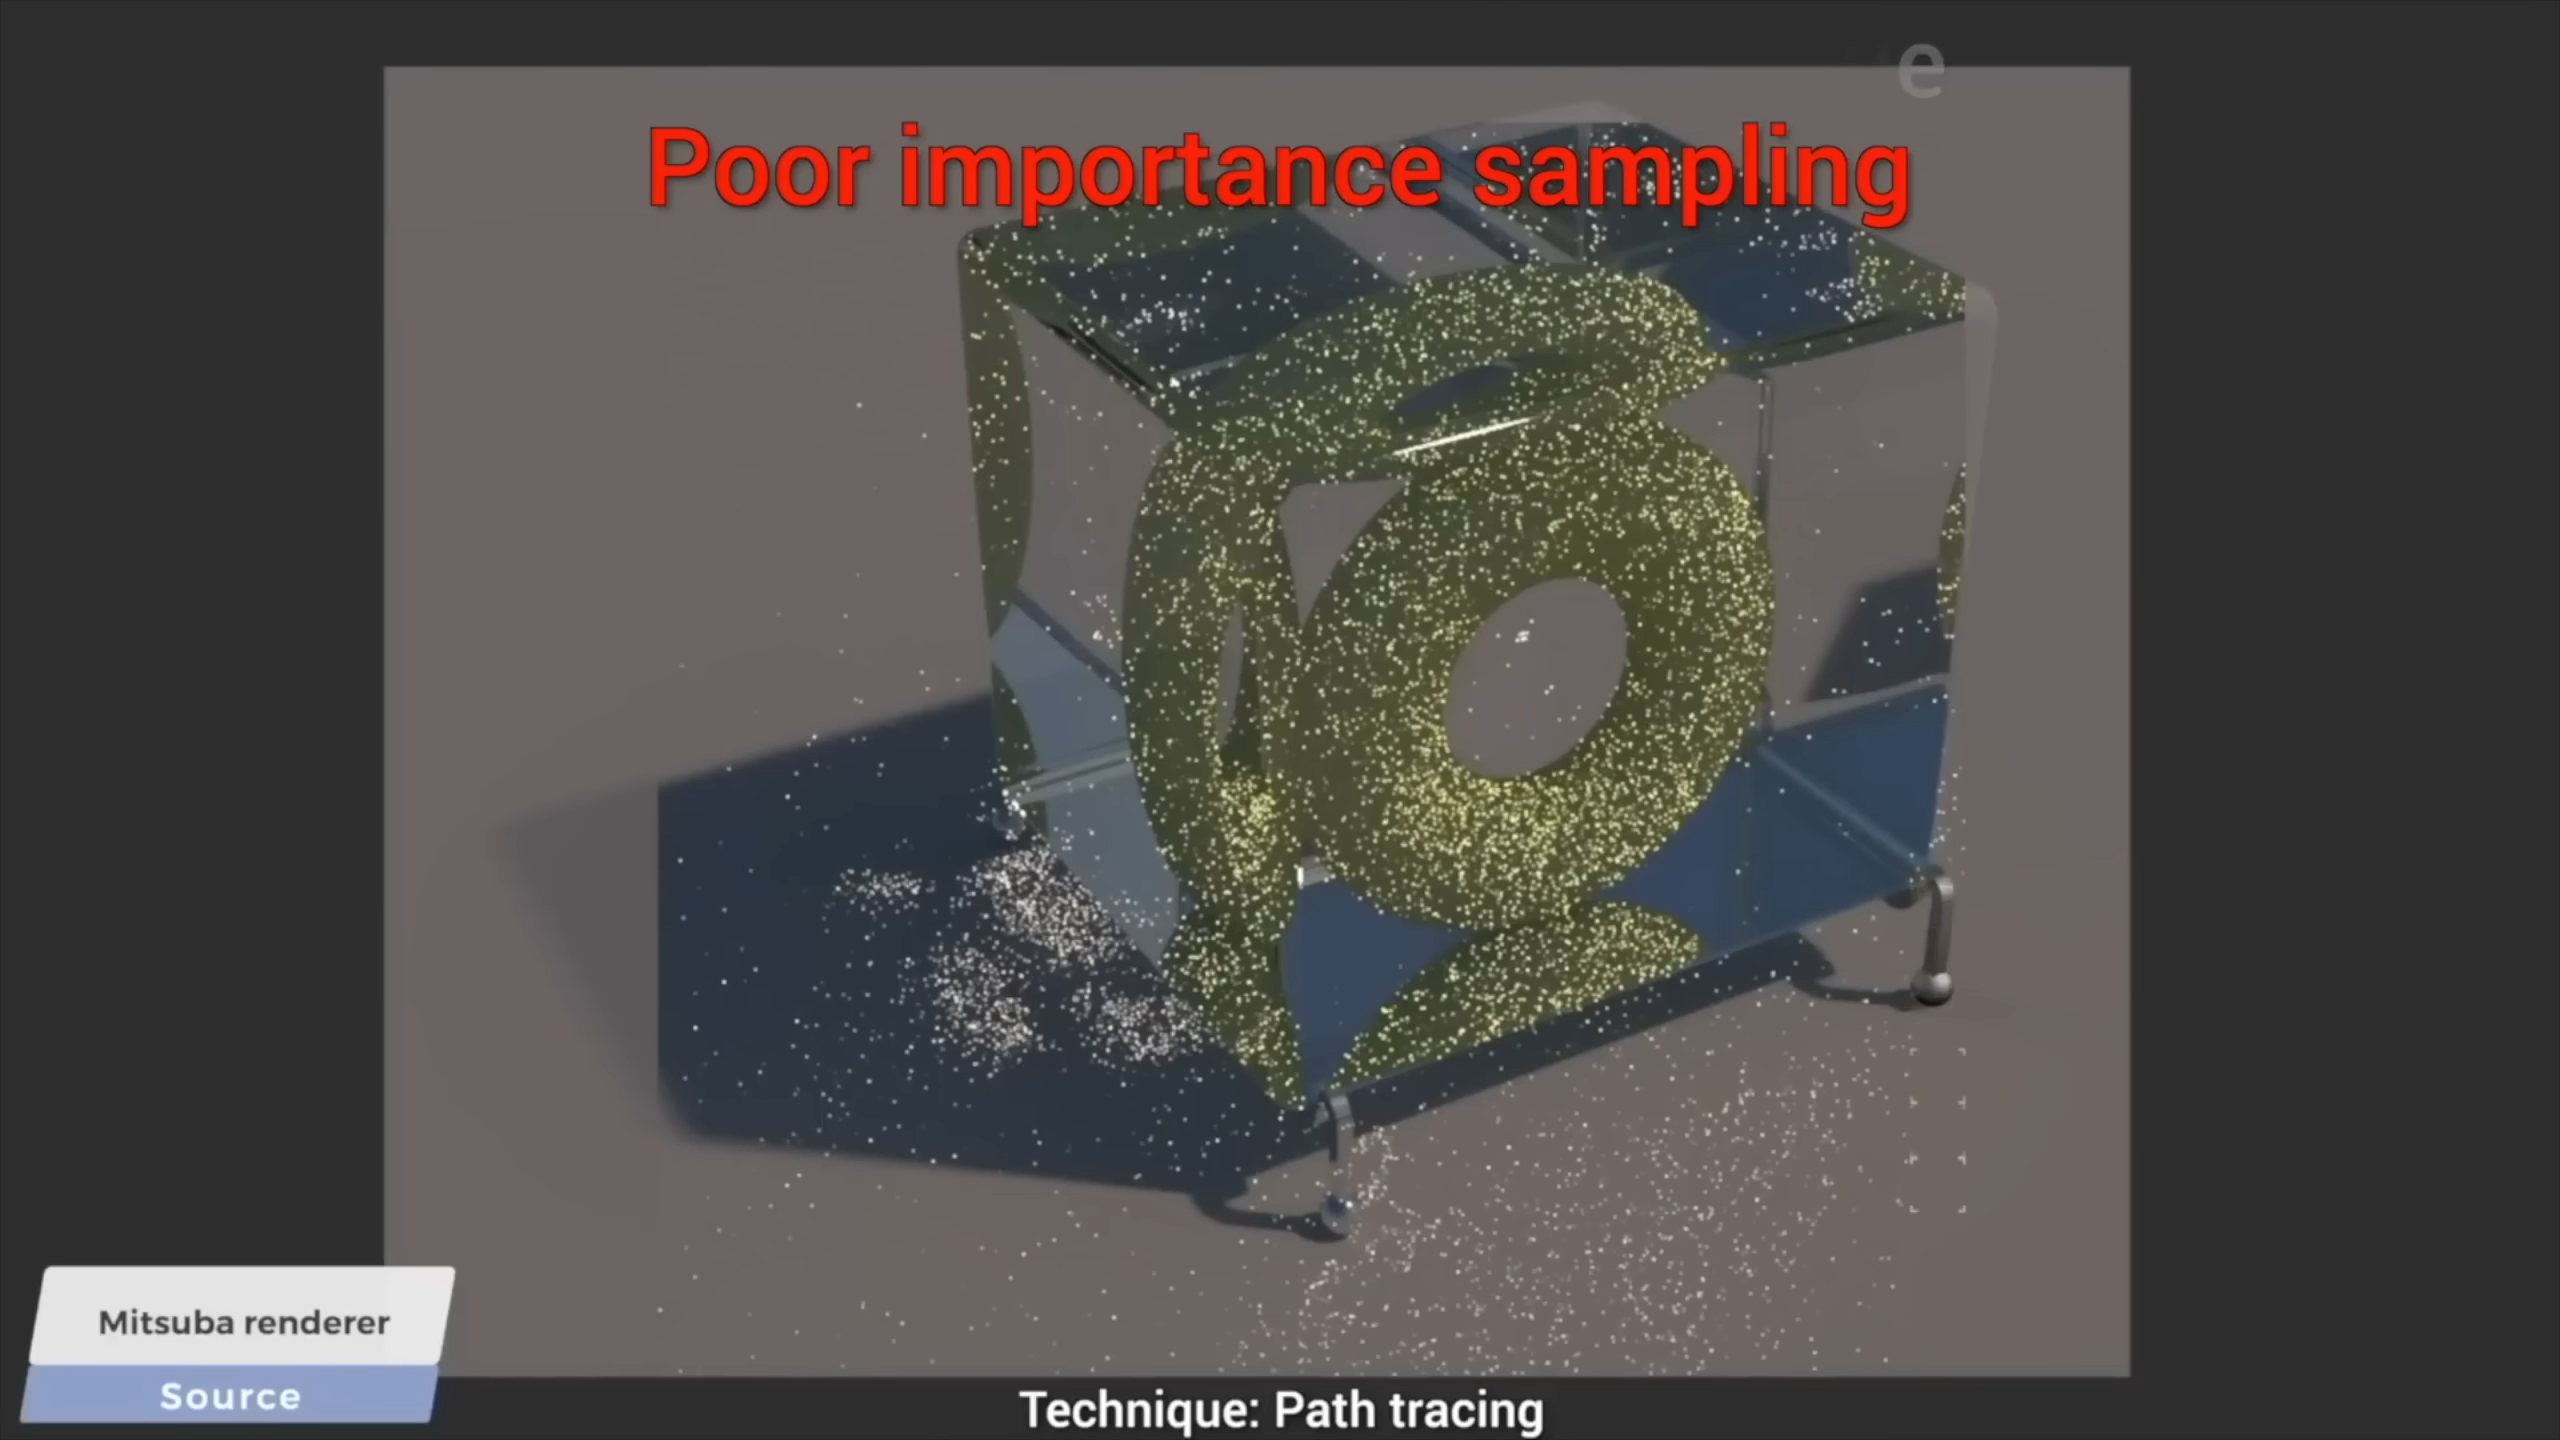 e
Poor importance sampling
Mitsuba renderer
Source
Technique: Path tracing